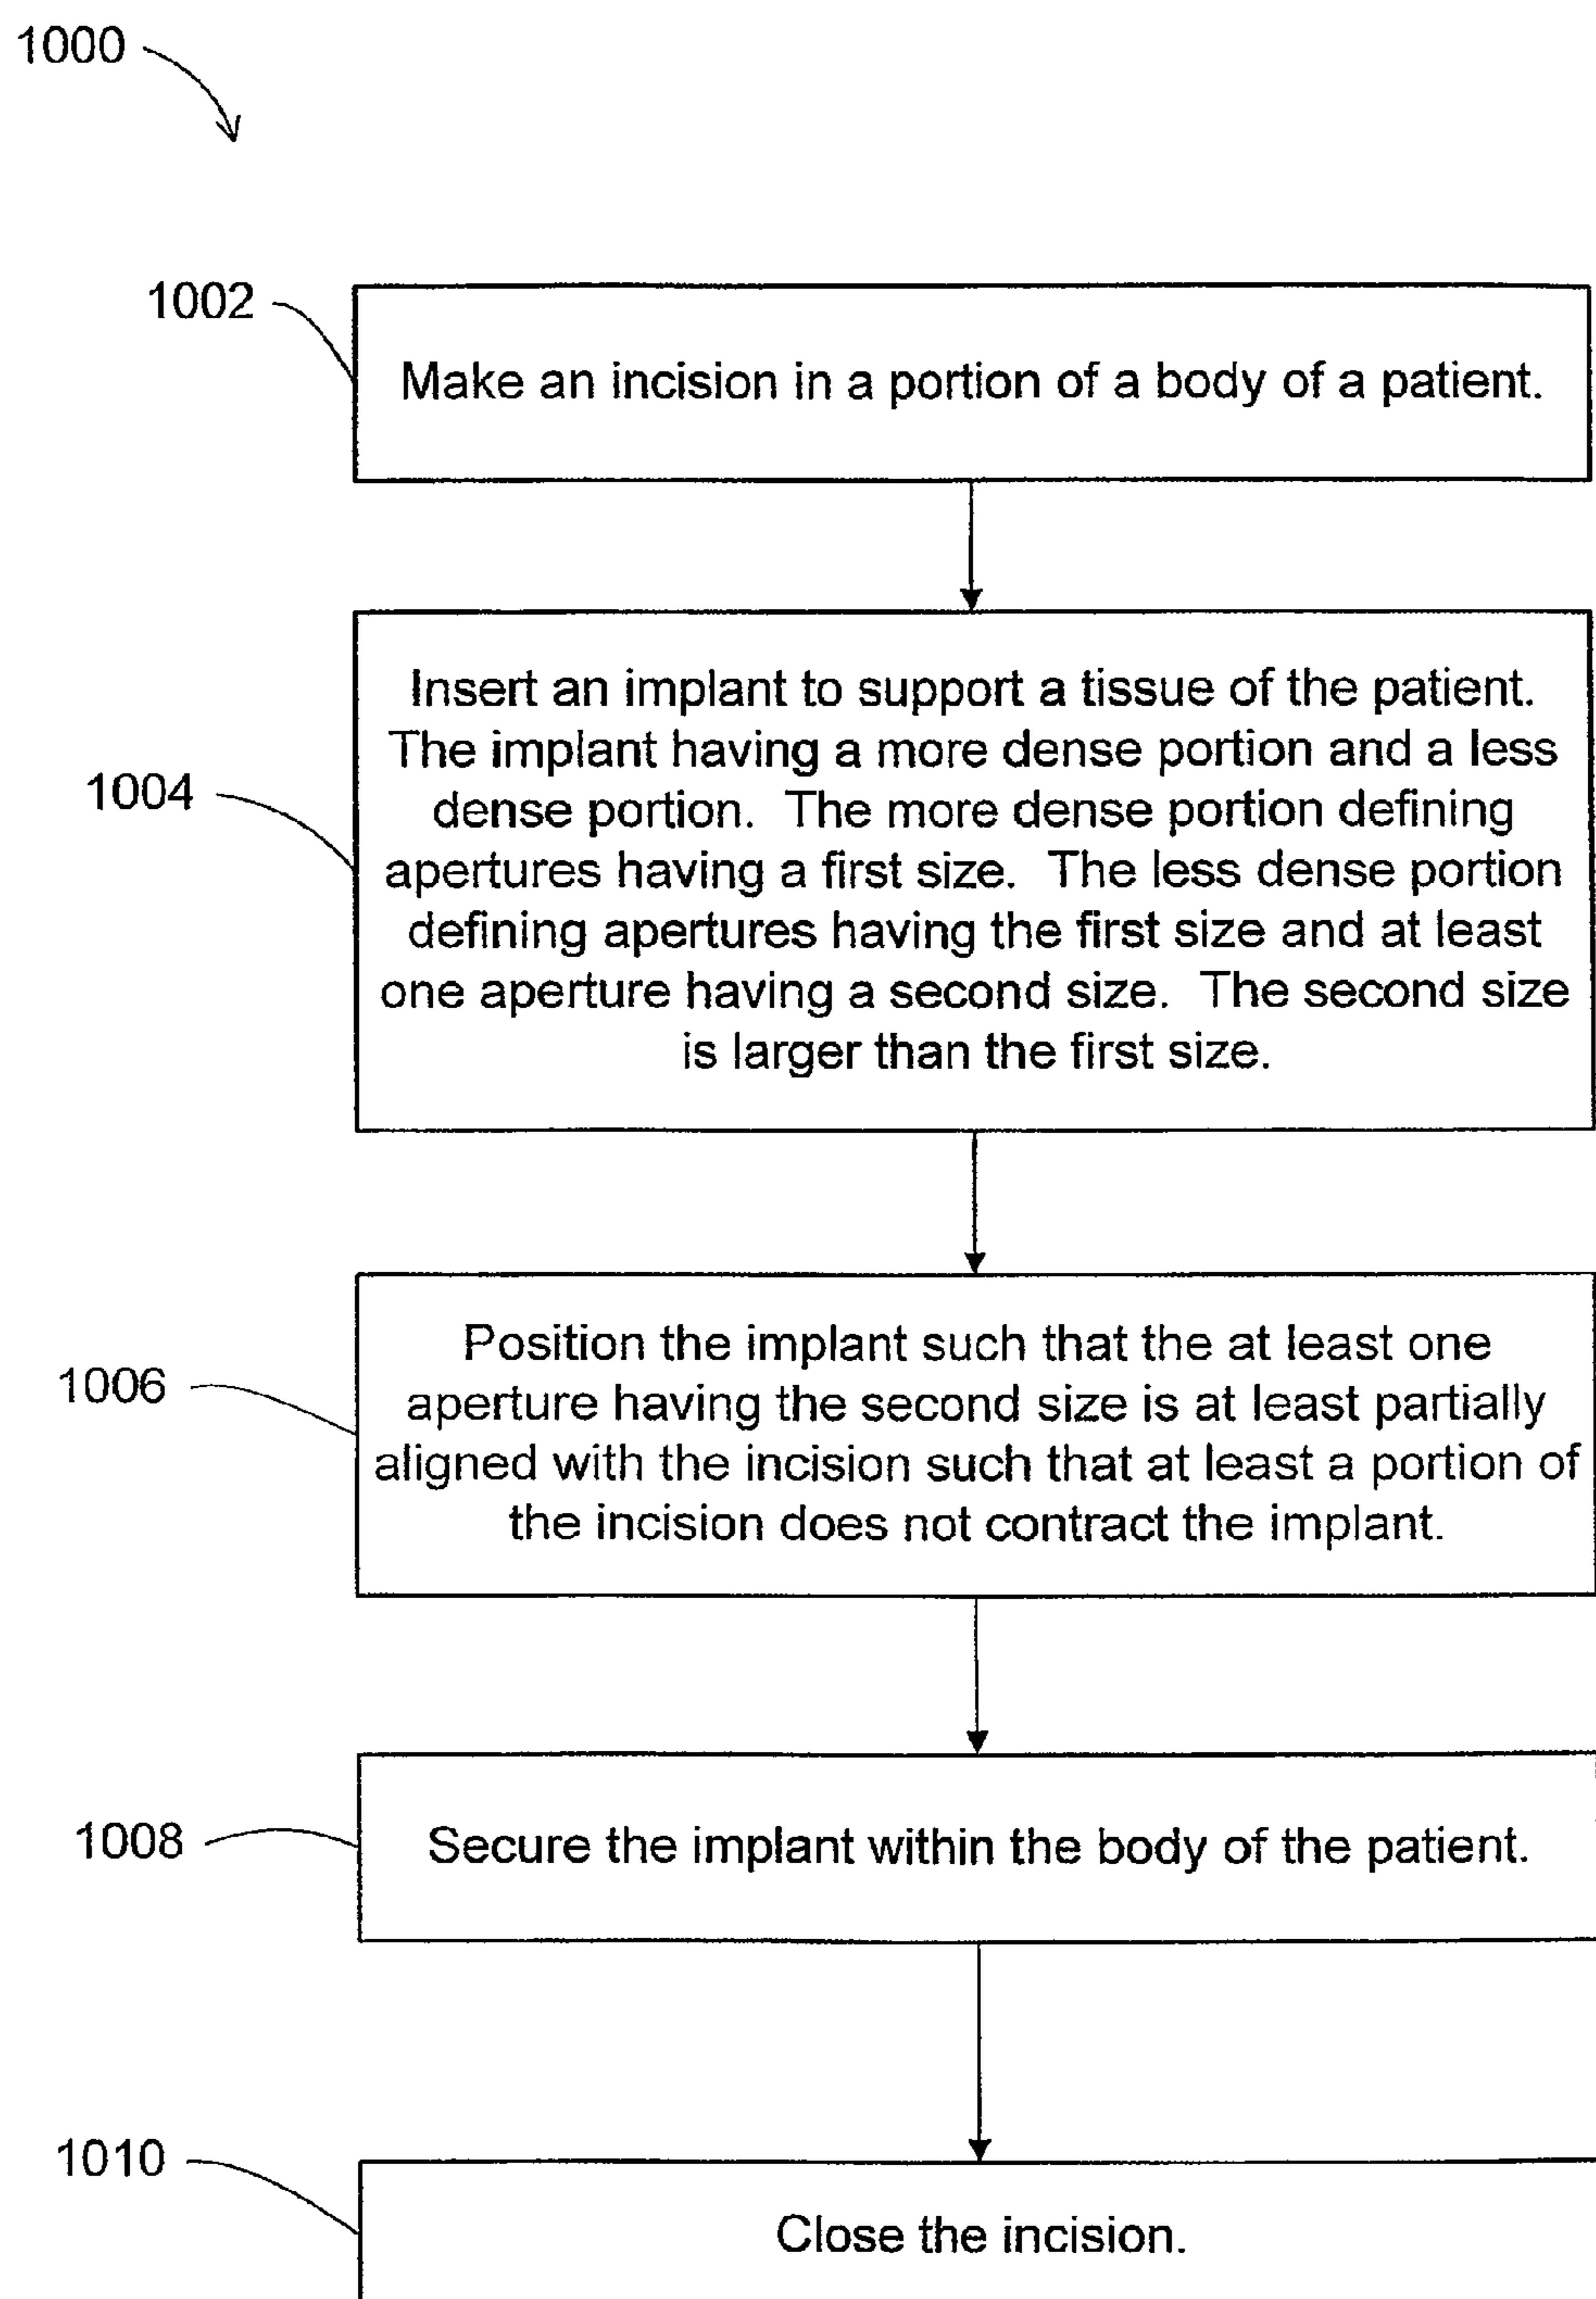 1000
1002
Make an incision in a portion of a body of a patient.
1004
Insert an implant to support a tissue of the patient.
The implant having a more dense portion and a less
dense portion. The more dense portion defining
apertures having a first size. The less dense portion
defining apertures having the first size and at least
one aperture having a second size. The second size
is larger than the first size.
1006
Position the implant such that the at least one
aperture having the second size is at least partially
aligned with the incision such that at least a portion of
the incision does not contract the implant.
1008
Secure the implant within the body of the patient.
1010
Close the incision.